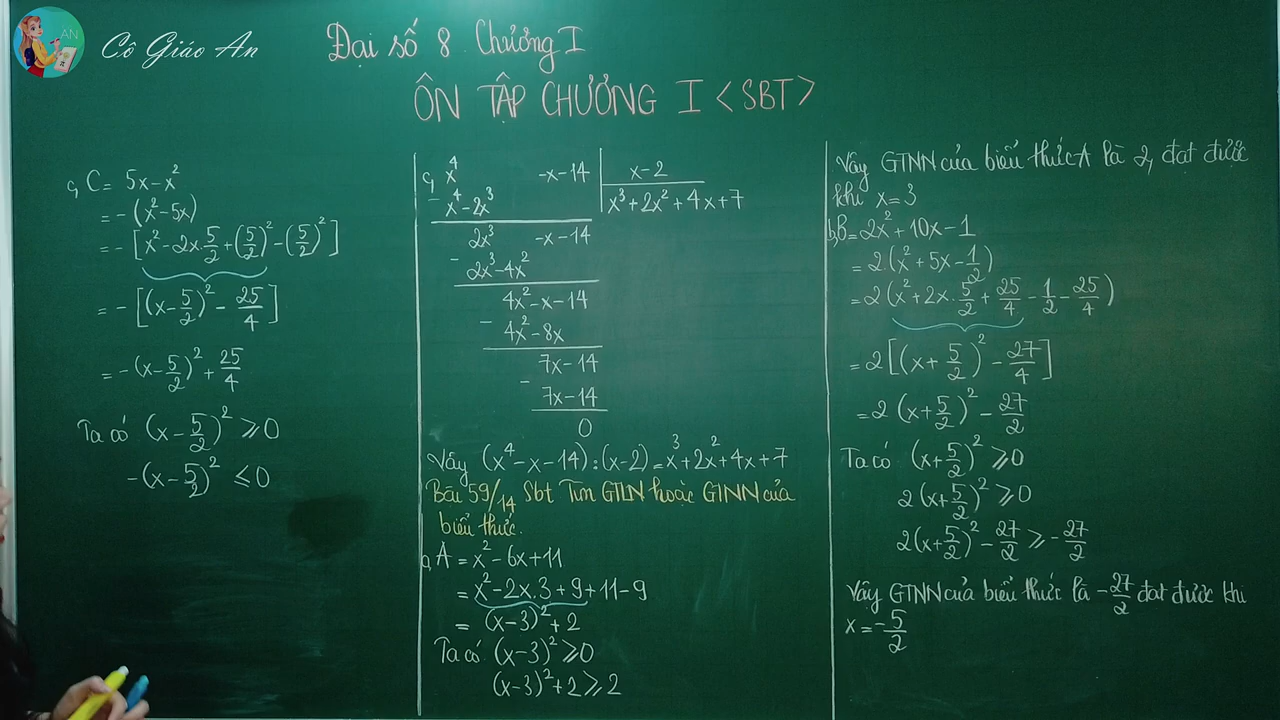 AN
Cô Giáo An
Đại số 8 Chương I
ÔN TẬP CHƯƠNG I <SBT>
c, C = 5x - x²
= -(x² - 5x)
= -[x² - 2x.5/2 + (5/2)² - (5/2)²]
= -[(x - 5/2)² - 25/4]
= -(x - 5/2)² + 25/4
Ta có (x - 5/2)² ⩾ 0
-(x - 5/2)² ≤ 0
c, x⁴ -x-14 | x-2
- x⁴ - 2x³ | x³ + 2x² + 4x + 7
2x³ -x-14
- 2x³ - 4x²
4x² - x - 14
- 4x² - 8x
7x - 14
- 7x - 14
0
Vậy (x⁴ - x - 14) : (x-2) = x³ + 2x² + 4x + 7
Bài 59/14 Sbt Tìm GTLN hoặc GTNN của
biểu thức.
a, A = x² - 6x + 11
= x² - 2x.3 + 9 + 11 - 9
= (x-3)² + 2
Ta có (x-3)² ⩾ 0
(x-3)² + 2 ⩾ 2
Vậy GTNN của biểu thức A là 2, đạt được
khi x = 3
b, B = 2x² + 10x - 1
= 2(x² + 5x - 1/2)
= 2(x² + 2x.5/2 + 25/4 - 1/2 - 25/4)
= 2[(x + 5/2)² - 27/4]
= 2(x + 5/2)² - 27/2
Ta có (x + 5/2)² ⩾ 0
2(x + 5/2)² ⩾ 0
2(x + 5/2)² - 27/2 ⩾ -27/2
Vậy GTNN của biểu thức là -27/2 đạt được khi
x = -5/2